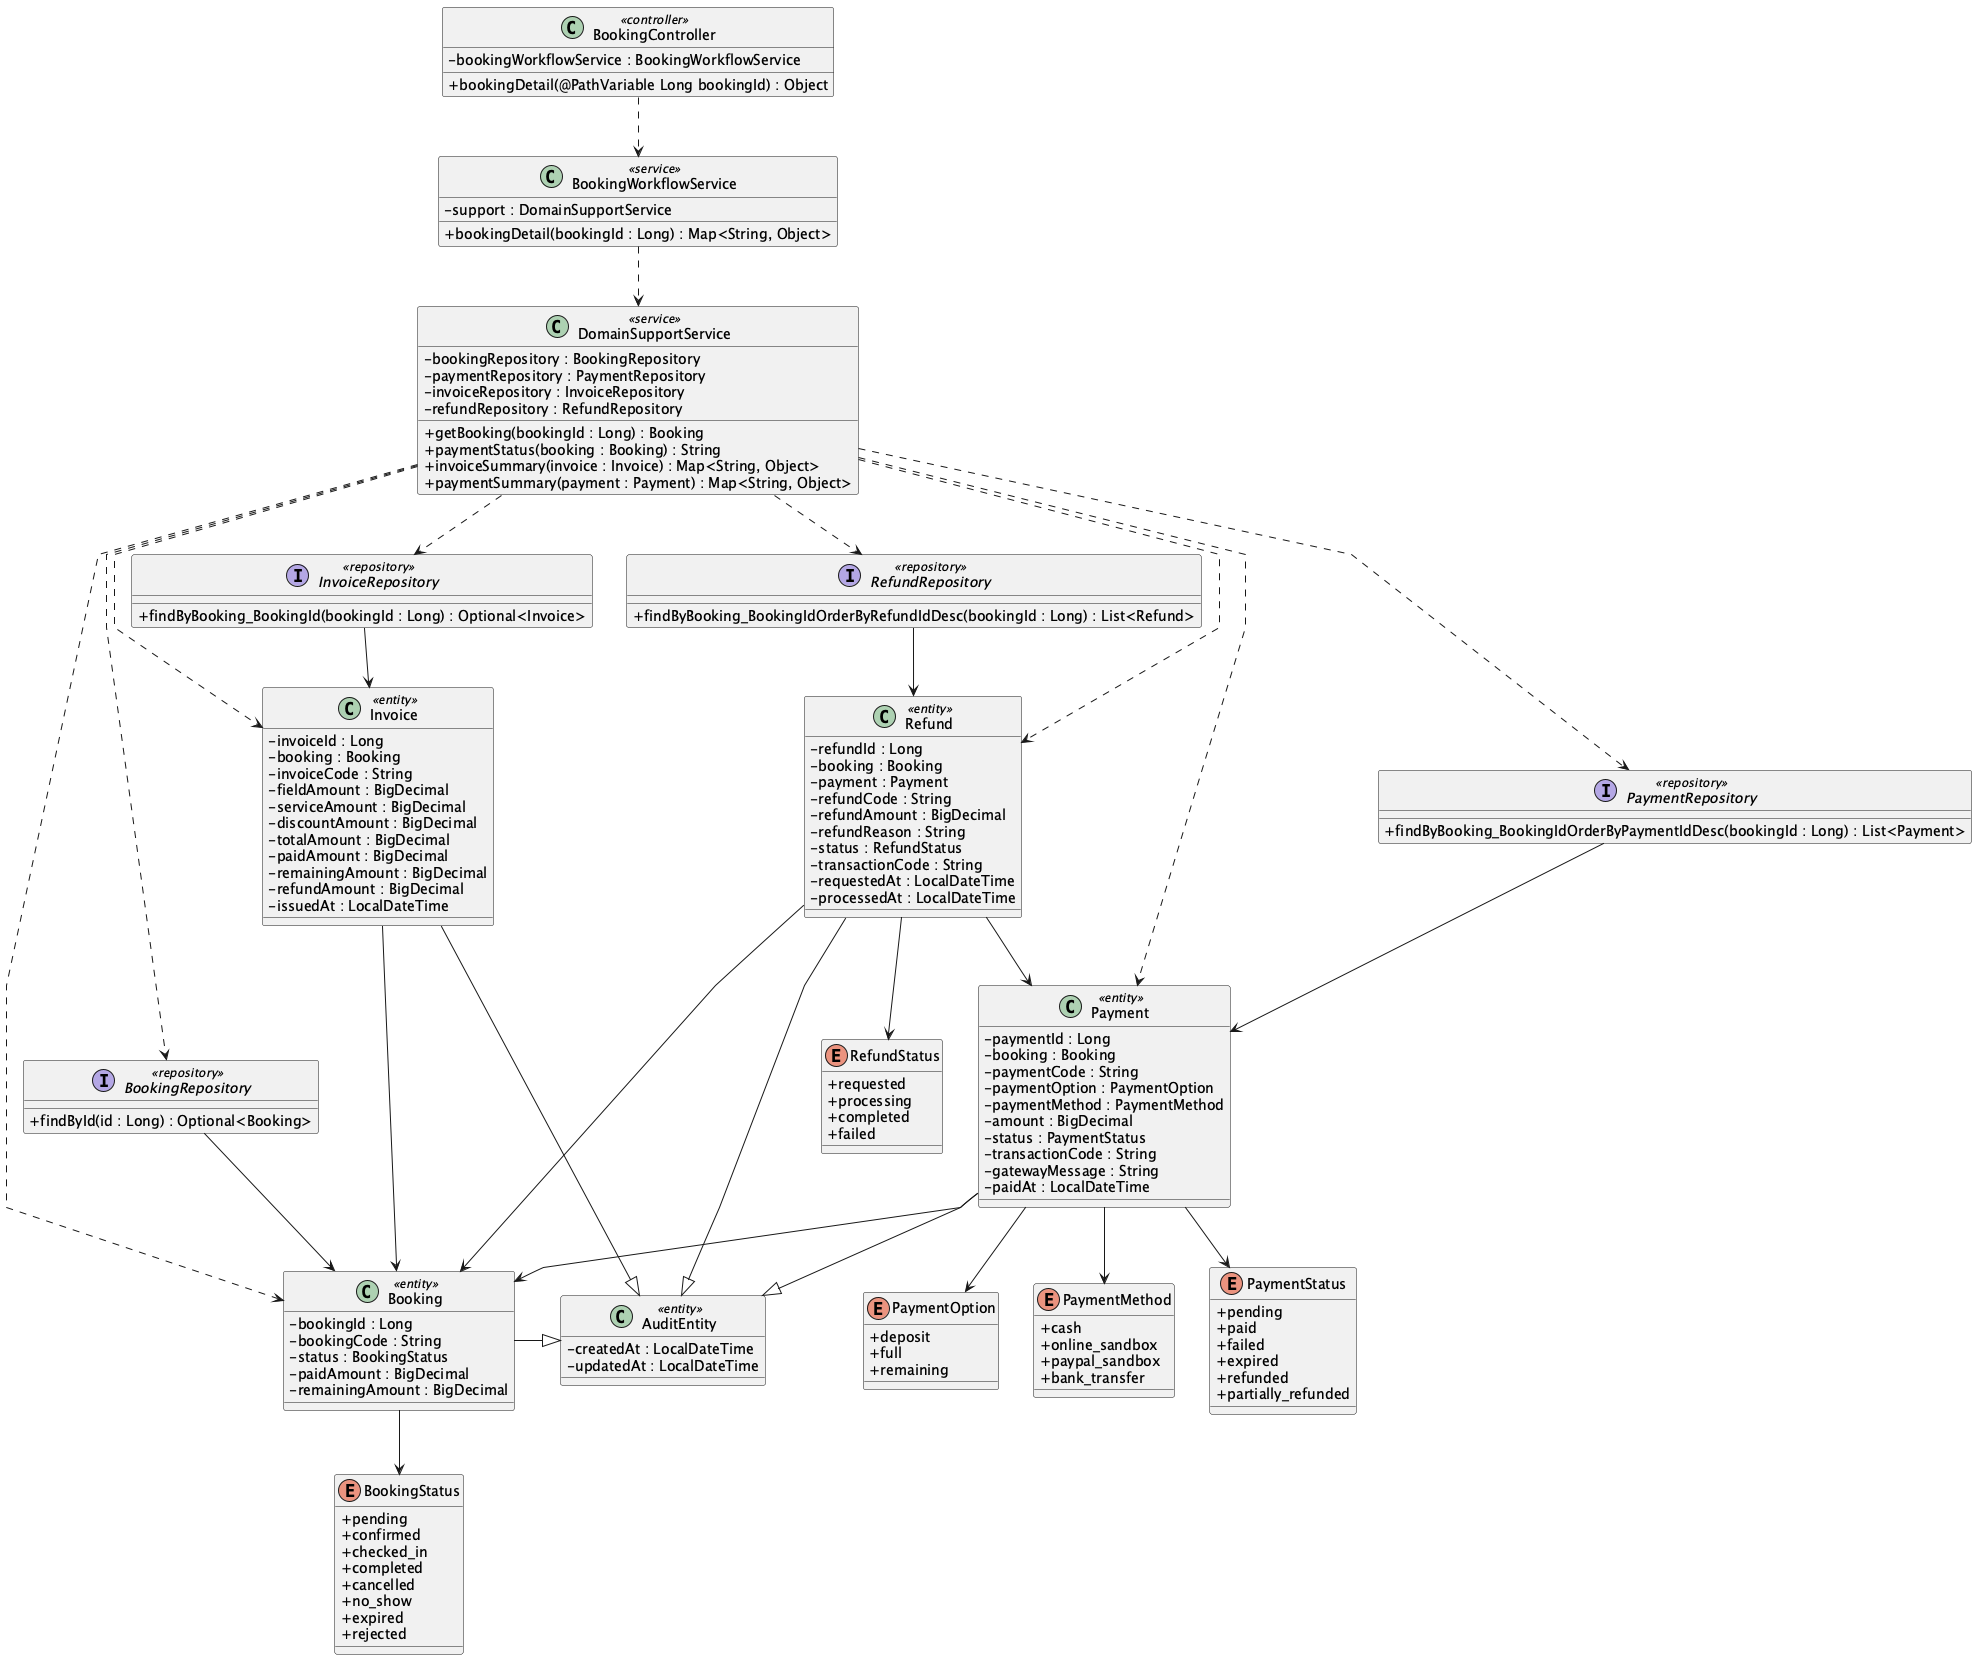 C
«controller»
BookingController
-bookingWorkflowService : BookingWorkflowService
+bookingDetail(@PathVariable Long bookingId) : Object
C
«service»
BookingWorkflowService
-support : DomainSupportService
+bookingDetail(bookingId : Long) : Map<String, Object>
C
«service»
DomainSupportService
-bookingRepository : BookingRepository
-paymentRepository : PaymentRepository
-invoiceRepository : InvoiceRepository
-refundRepository : RefundRepository
+getBooking(bookingId : Long) : Booking
+paymentStatus(booking : Booking) : String
+invoiceSummary(invoice : Invoice) : Map<String, Object>
+paymentSummary(payment : Payment) : Map<String, Object>
I
«repository»
InvoiceRepository
+findByBooking_BookingId(bookingId : Long) : Optional<Invoice>
I
«repository»
RefundRepository
+findByBooking_BookingIdOrderByRefundIdDesc(bookingId : Long) : List<Refund>
C
«entity»
Invoice
-invoiceId : Long
-booking : Booking
-invoiceCode : String
-fieldAmount : BigDecimal
-serviceAmount : BigDecimal
-discountAmount : BigDecimal
-totalAmount : BigDecimal
-paidAmount : BigDecimal
-remainingAmount : BigDecimal
-refundAmount : BigDecimal
-issuedAt : LocalDateTime
C
«entity»
Refund
-refundId : Long
-booking : Booking
-payment : Payment
-refundCode : String
-refundAmount : BigDecimal
-refundReason : String
-status : RefundStatus
-transactionCode : String
-requestedAt : LocalDateTime
-processedAt : LocalDateTime
I
«repository»
PaymentRepository
+findByBooking_BookingIdOrderByPaymentIdDesc(bookingId : Long) : List<Payment>
I
«repository»
BookingRepository
+findById(id : Long) : Optional<Booking>
E
RefundStatus
+requested
+processing
+completed
+failed
C
«entity»
Payment
-paymentId : Long
-booking : Booking
-paymentCode : String
-paymentOption : PaymentOption
-paymentMethod : PaymentMethod
-amount : BigDecimal
-status : PaymentStatus
-transactionCode : String
-gatewayMessage : String
-paidAt : LocalDateTime
C
«entity»
Booking
-bookingId : Long
-bookingCode : String
-status : BookingStatus
-paidAmount : BigDecimal
-remainingAmount : BigDecimal
C
«entity»
AuditEntity
-createdAt : LocalDateTime
-updatedAt : LocalDateTime
E
PaymentOption
+deposit
+full
+remaining
E
PaymentMethod
+cash
+online_sandbox
+paypal_sandbox
+bank_transfer
E
PaymentStatus
+pending
+paid
+failed
+expired
+refunded
+partially_refunded
E
BookingStatus
+pending
+confirmed
+checked_in
+completed
+cancelled
+no_show
+expired
+rejected